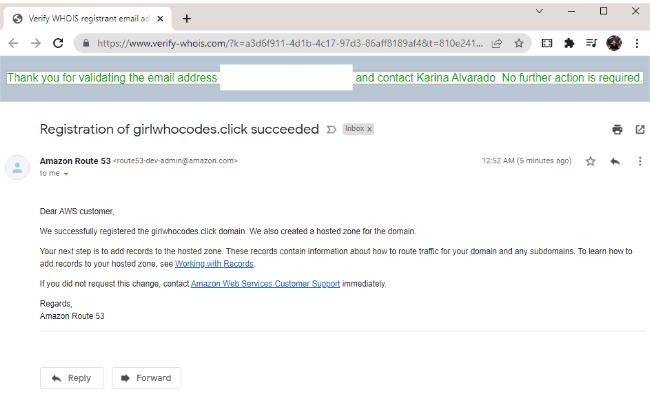 Verify WHOIS registrant email ad
https://www.verify-whois.com/?k=a3d6f911-4d1b-4c17-97d3-86aff8189af4&t=810e241...
Thank you for validating the email address and contact Karina Alvarado. No further action is required.
Registration of girlwhocodes.click succeeded Inbox x
Amazon Route 53 <route53-dev-admin@amazon.com> 12:52 AM (5 minutes ago)
to me
Dear AWS customer,
We successfully registered the girlwhocodes.click domain. We also created a hosted zone for the domain.
Your next step is to add records to the hosted zone. These records contain information about how to route traffic for your domain and any subdomains. To learn how to
add records to your hosted zone, see Working with Records.
If you did not request this change, contact Amazon Web Services Customer Support immediately.
Regards,
Amazon Route 53
Reply Forward